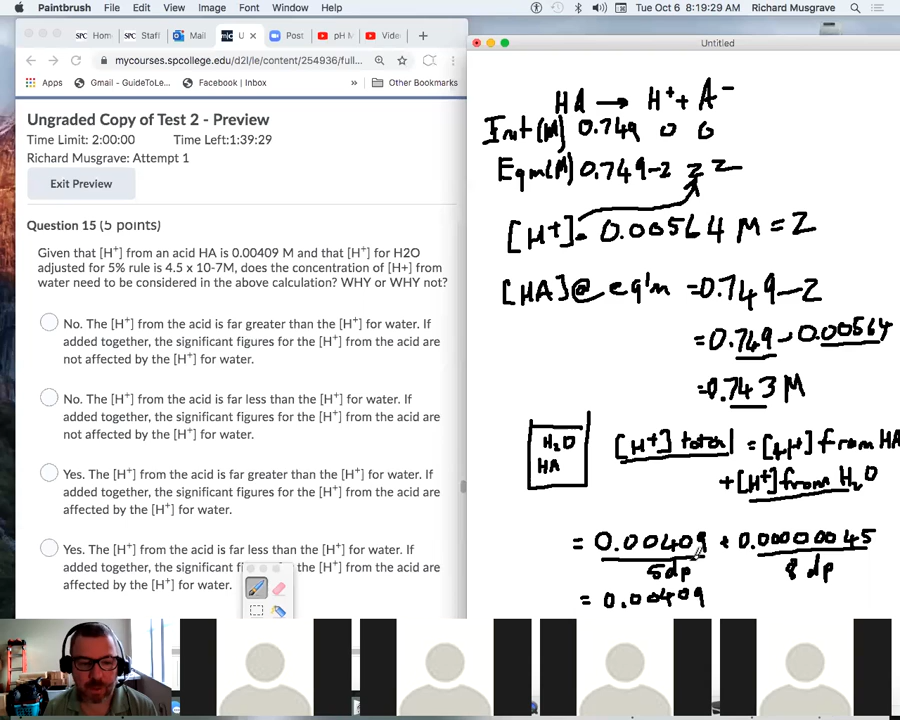 Paintbrush File Edit View Image Font Window Help
Tue Oct 6 8:19:29 AM Richard Musgrave
SPC Hom SPC Staff Mail U Post pH M Vide
mycourses.spcollege.edu/d2l/le/content/254936/full...
Apps Gmail - GuideToLe... Facebook | Inbox » Other Bookmarks
Ungraded Copy of Test 2 - Preview
Time Limit: 2:00:00 Time Left:1:39:29
Richard Musgrave: Attempt 1
Exit Preview
Question 15 (5 points)
Given that [H+] from an acid HA is 0.00409 M and that [H+] for H2O
adjusted for 5% rule is 4.5 x 10-7M, does the concentration of [H+] from
water need to be considered in the above calculation? WHY or WHY not?
No. The [H+] from the acid is far greater than the [H+] for water. If
added together, the significant figures for the [H+] from the acid are
not affected by the [H+] for water.
No. The [H+] from the acid is far less than the [H+] for water. If
added together, the significant figures for the [H+] from the acid are
not affected by the [H+] for water.
Yes. The [H+] from the acid is far greater than the [H+] for water. If
added together, the significant figures for the [H+] from the acid are
affected by the [H+] for water.
Yes. The [H+] from the acid is far less than the [H+] for water. If
added together, the significant fi the [H+] from the acid are
affected by the [H+] for water.
Untitled
HA → H+ + A-
Init(M) 0.749 0 0
Eqm(M) 0.749-z z z
[H+]= 0.00564 M = z
[HA]@ eq'm =0.749-z
=0.749-0.00564
=0.743 M
H2O
HA
[H+] total = [H+] from HA
+[H+] from H2O
= 0.00409 + 0.00000045
5dp 8 dp
= 0.00409